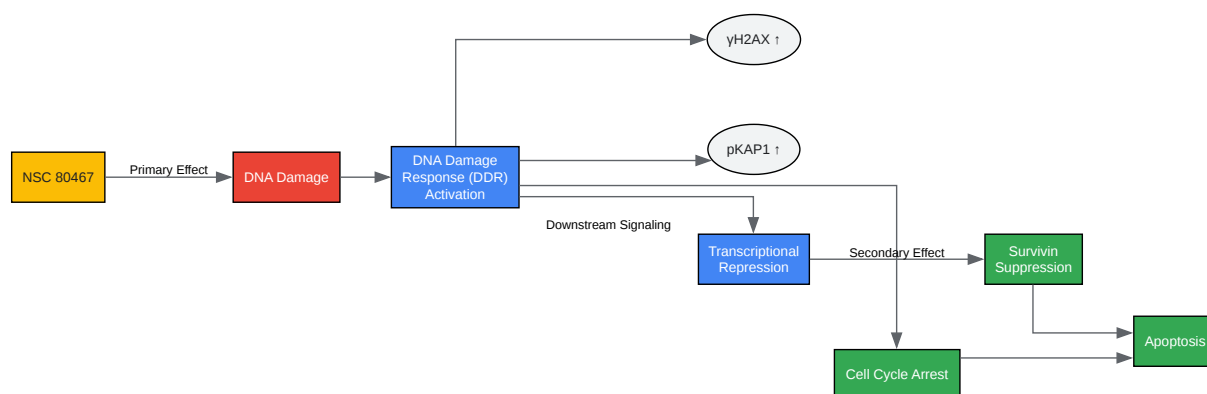 γH2AX ↑
pKAP1 ↑
NSC 80467
Primary Effect
DNA Damage
DNA Damage
Response (DDR)
Activation
Downstream Signaling
Transcriptional
Repression
Secondary Effect
Survivin
Suppression
Apoptosis
Cell Cycle Arrest